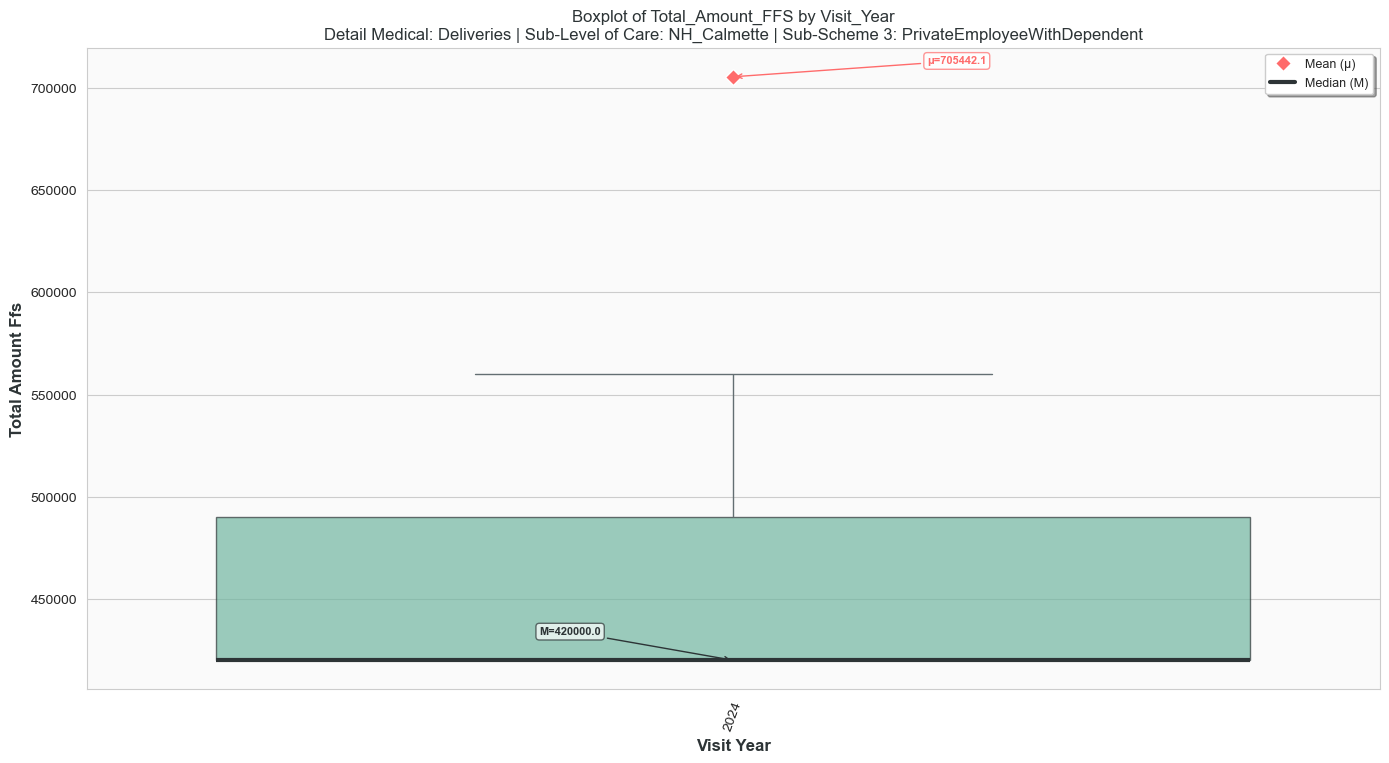 Boxplot of Total_Amount_FFS by Visit_Year
Detail Medical: Deliveries | Sub-Level of Care: NH_Calmette | Sub-Scheme 3: PrivateEmployeeWithDependent
μ=705442.1
Mean (μ)
Median (M)
700000
650000
600000
550000
500000
450000
Total Amount Ffs
M=420000.0
2024
Visit Year